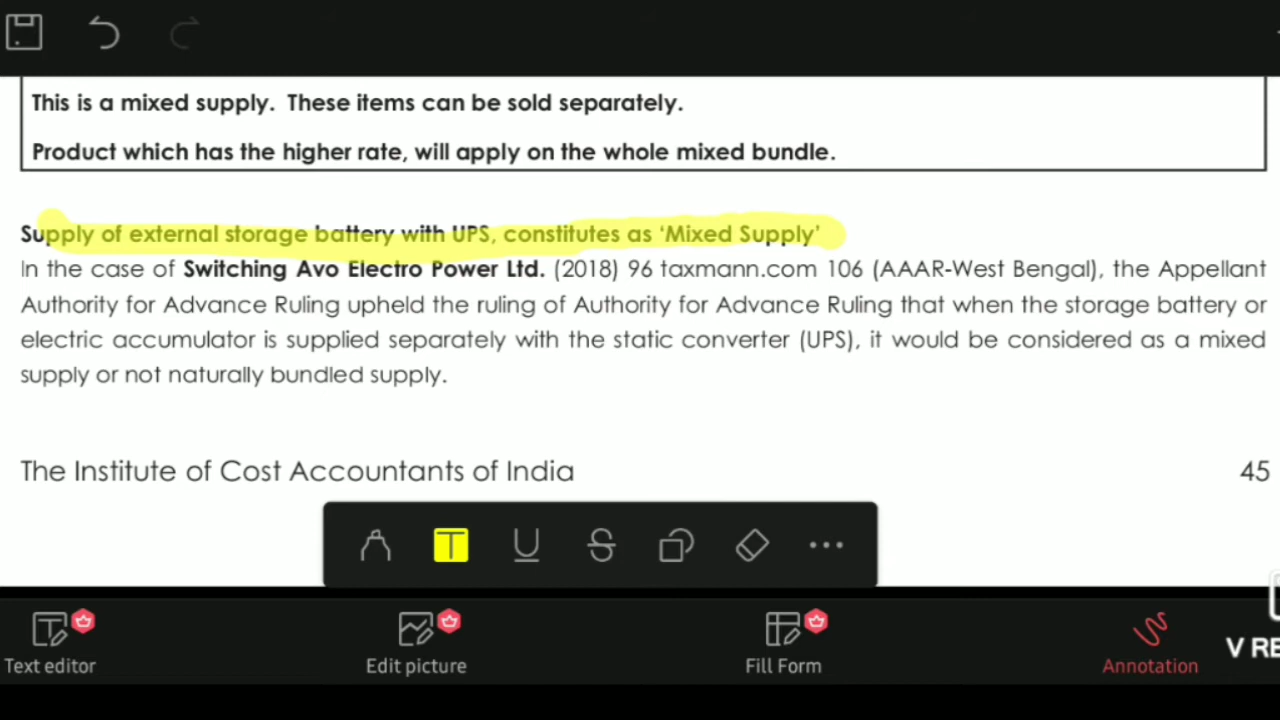 This is a mixed supply. These items can be sold separately.
Product which has the higher rate, will apply on the whole mixed bundle.
Supply of external storage battery with UPS, constitutes as ‘Mixed Supply’
In the case of Switching Avo Electro Power Ltd. (2018) 96 taxmann.com 106 (AAAR-West Bengal), the Appellant
Authority for Advance Ruling upheld the ruling of Authority for Advance Ruling that when the storage battery or
electric accumulator is supplied separately with the static converter (UPS), it would be considered as a mixed
supply or not naturally bundled supply.
The Institute of Cost Accountants of India 45
Text editor
Edit picture
Fill Form
Annotation
V RE